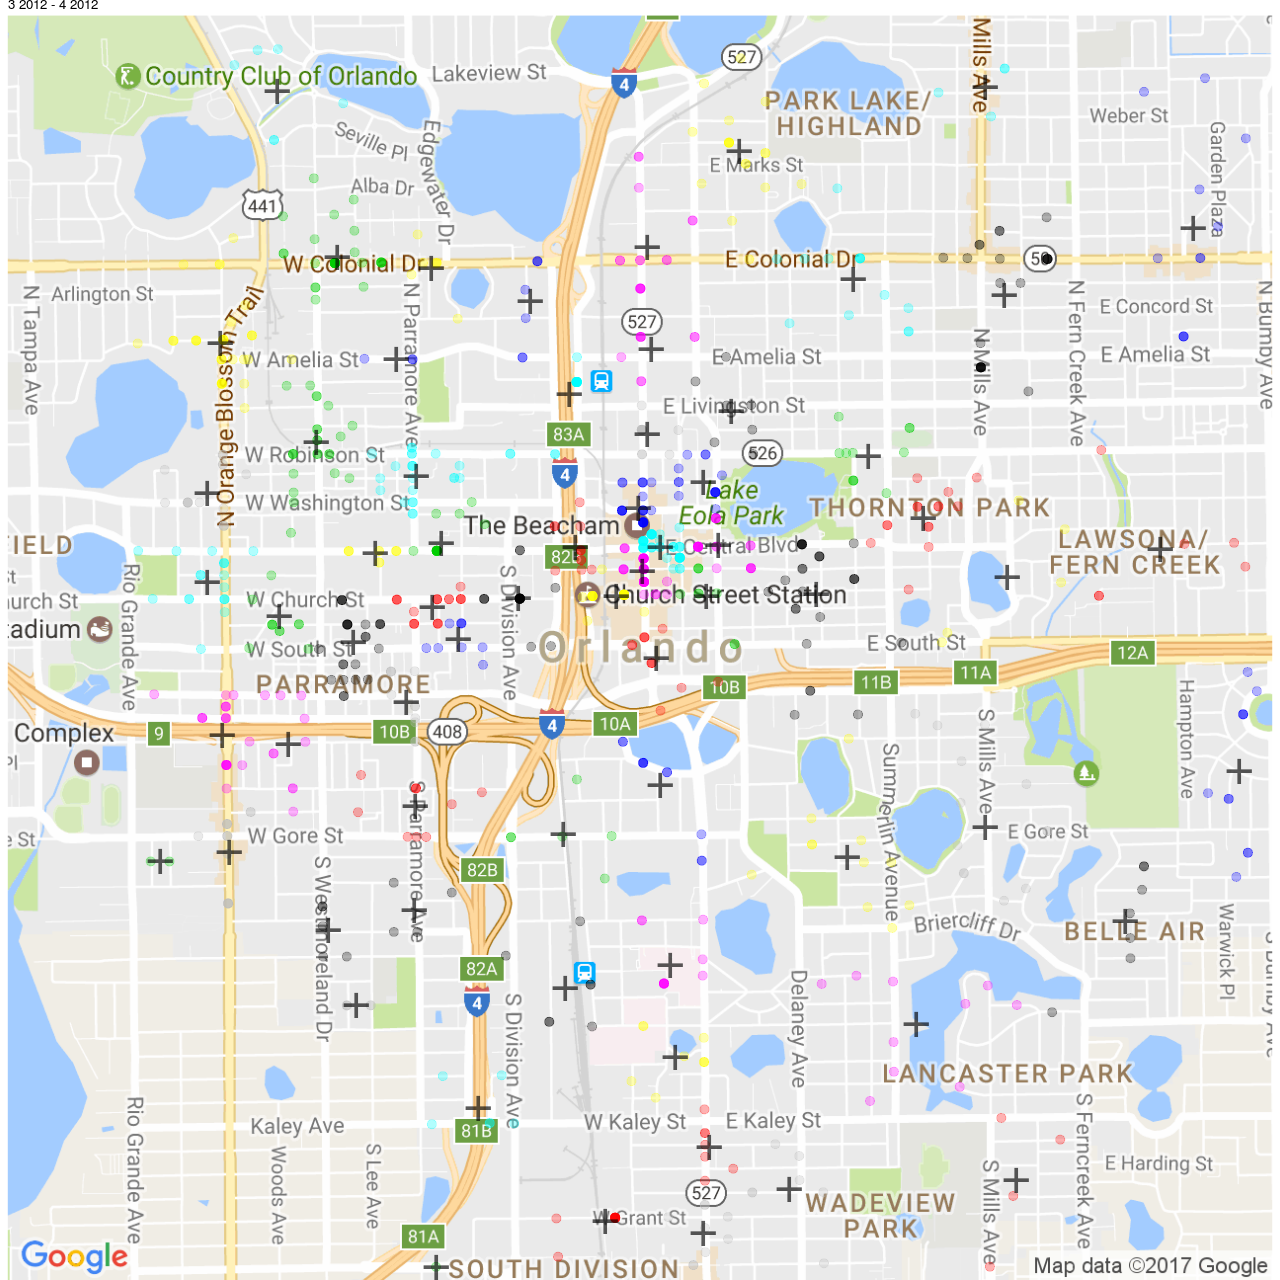 3 2012 - 4 2012
527
Country Club of Orlando
Lakeview St
4
Mills Ave
PARK LAKE/
HIGHLAND
Weber St
Seville Pl
Edgewater Dr
E Marks St
Garden Plaza
Alba Dr
441
W Colonial Dr
E Colonial Dr
50
Arlington St
N Tampa Ave
N Orange Blossom Trail
N Parramore Ave
527
N Fern Creek Ave
E Concord St
N Bumby Ave
W Amelia St
E Amelia St
N Mills Ave
E Amelia St
E Livingston St
83A
W Robinson St
526
4
W Washington St
Lake
Eola Park
THORNTON PARK
The Beacham
FIELD
E Central Blvd
LAWSONA/
FERN CREEK
Rio Grande Ave
S Division Ave
W Church St
Church Street Station
W South St
Orlando
E South St
12A
PARRAMORE
11A
11B
10B
10A
4
408
10B
9
Complex
S Mills Ave
Hampton Ave
Summerlin Avenue
S Parramore Ave
W Gore St
E Gore St
82B
S Westmoreland Dr
Briercliff Dr
BELLE AIR
Warwick Pl
82A
4
S Division Ave
Delaney Ave
LANCASTER PARK
Rio Grande Ave
Kaley Ave
81B
W Kaley St
E Kaley St
S Ferncreek Ave
Woods Ave
S Lee Ave
S Mills Ave
E Harding St
527
WADEVIEW
PARK
W Grant St
81A
SOUTH DIVISION
Google
Map data ©2017 Google